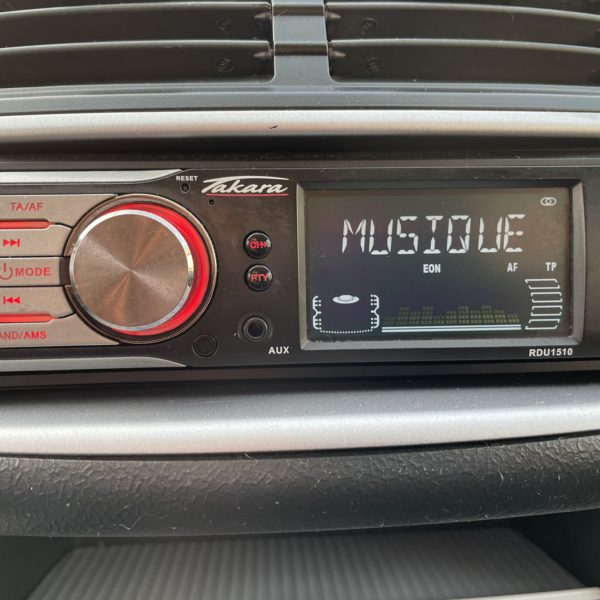 RESET
Takara
TA/AF
MODE
AND/AMS
CH
PTY
AUX
MUSIQUE
EON AF TP
RDU1510